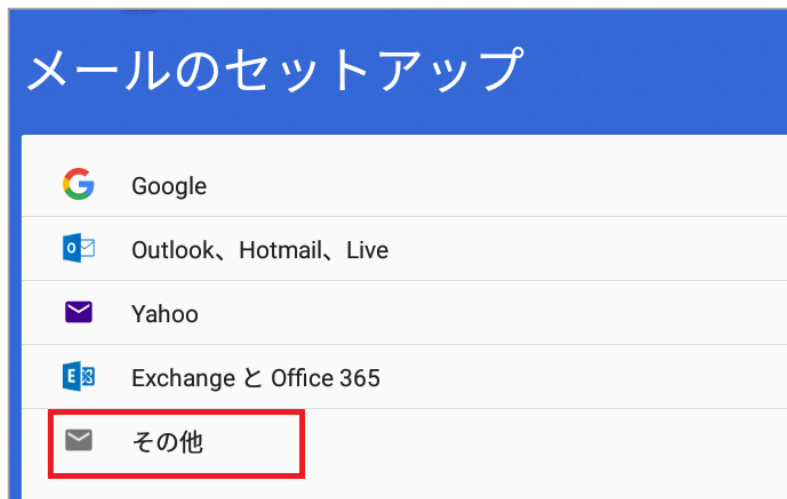 メールのセットアップ
Google
Outlook、Hotmail、Live
Yahoo
Exchange と Office 365
その他